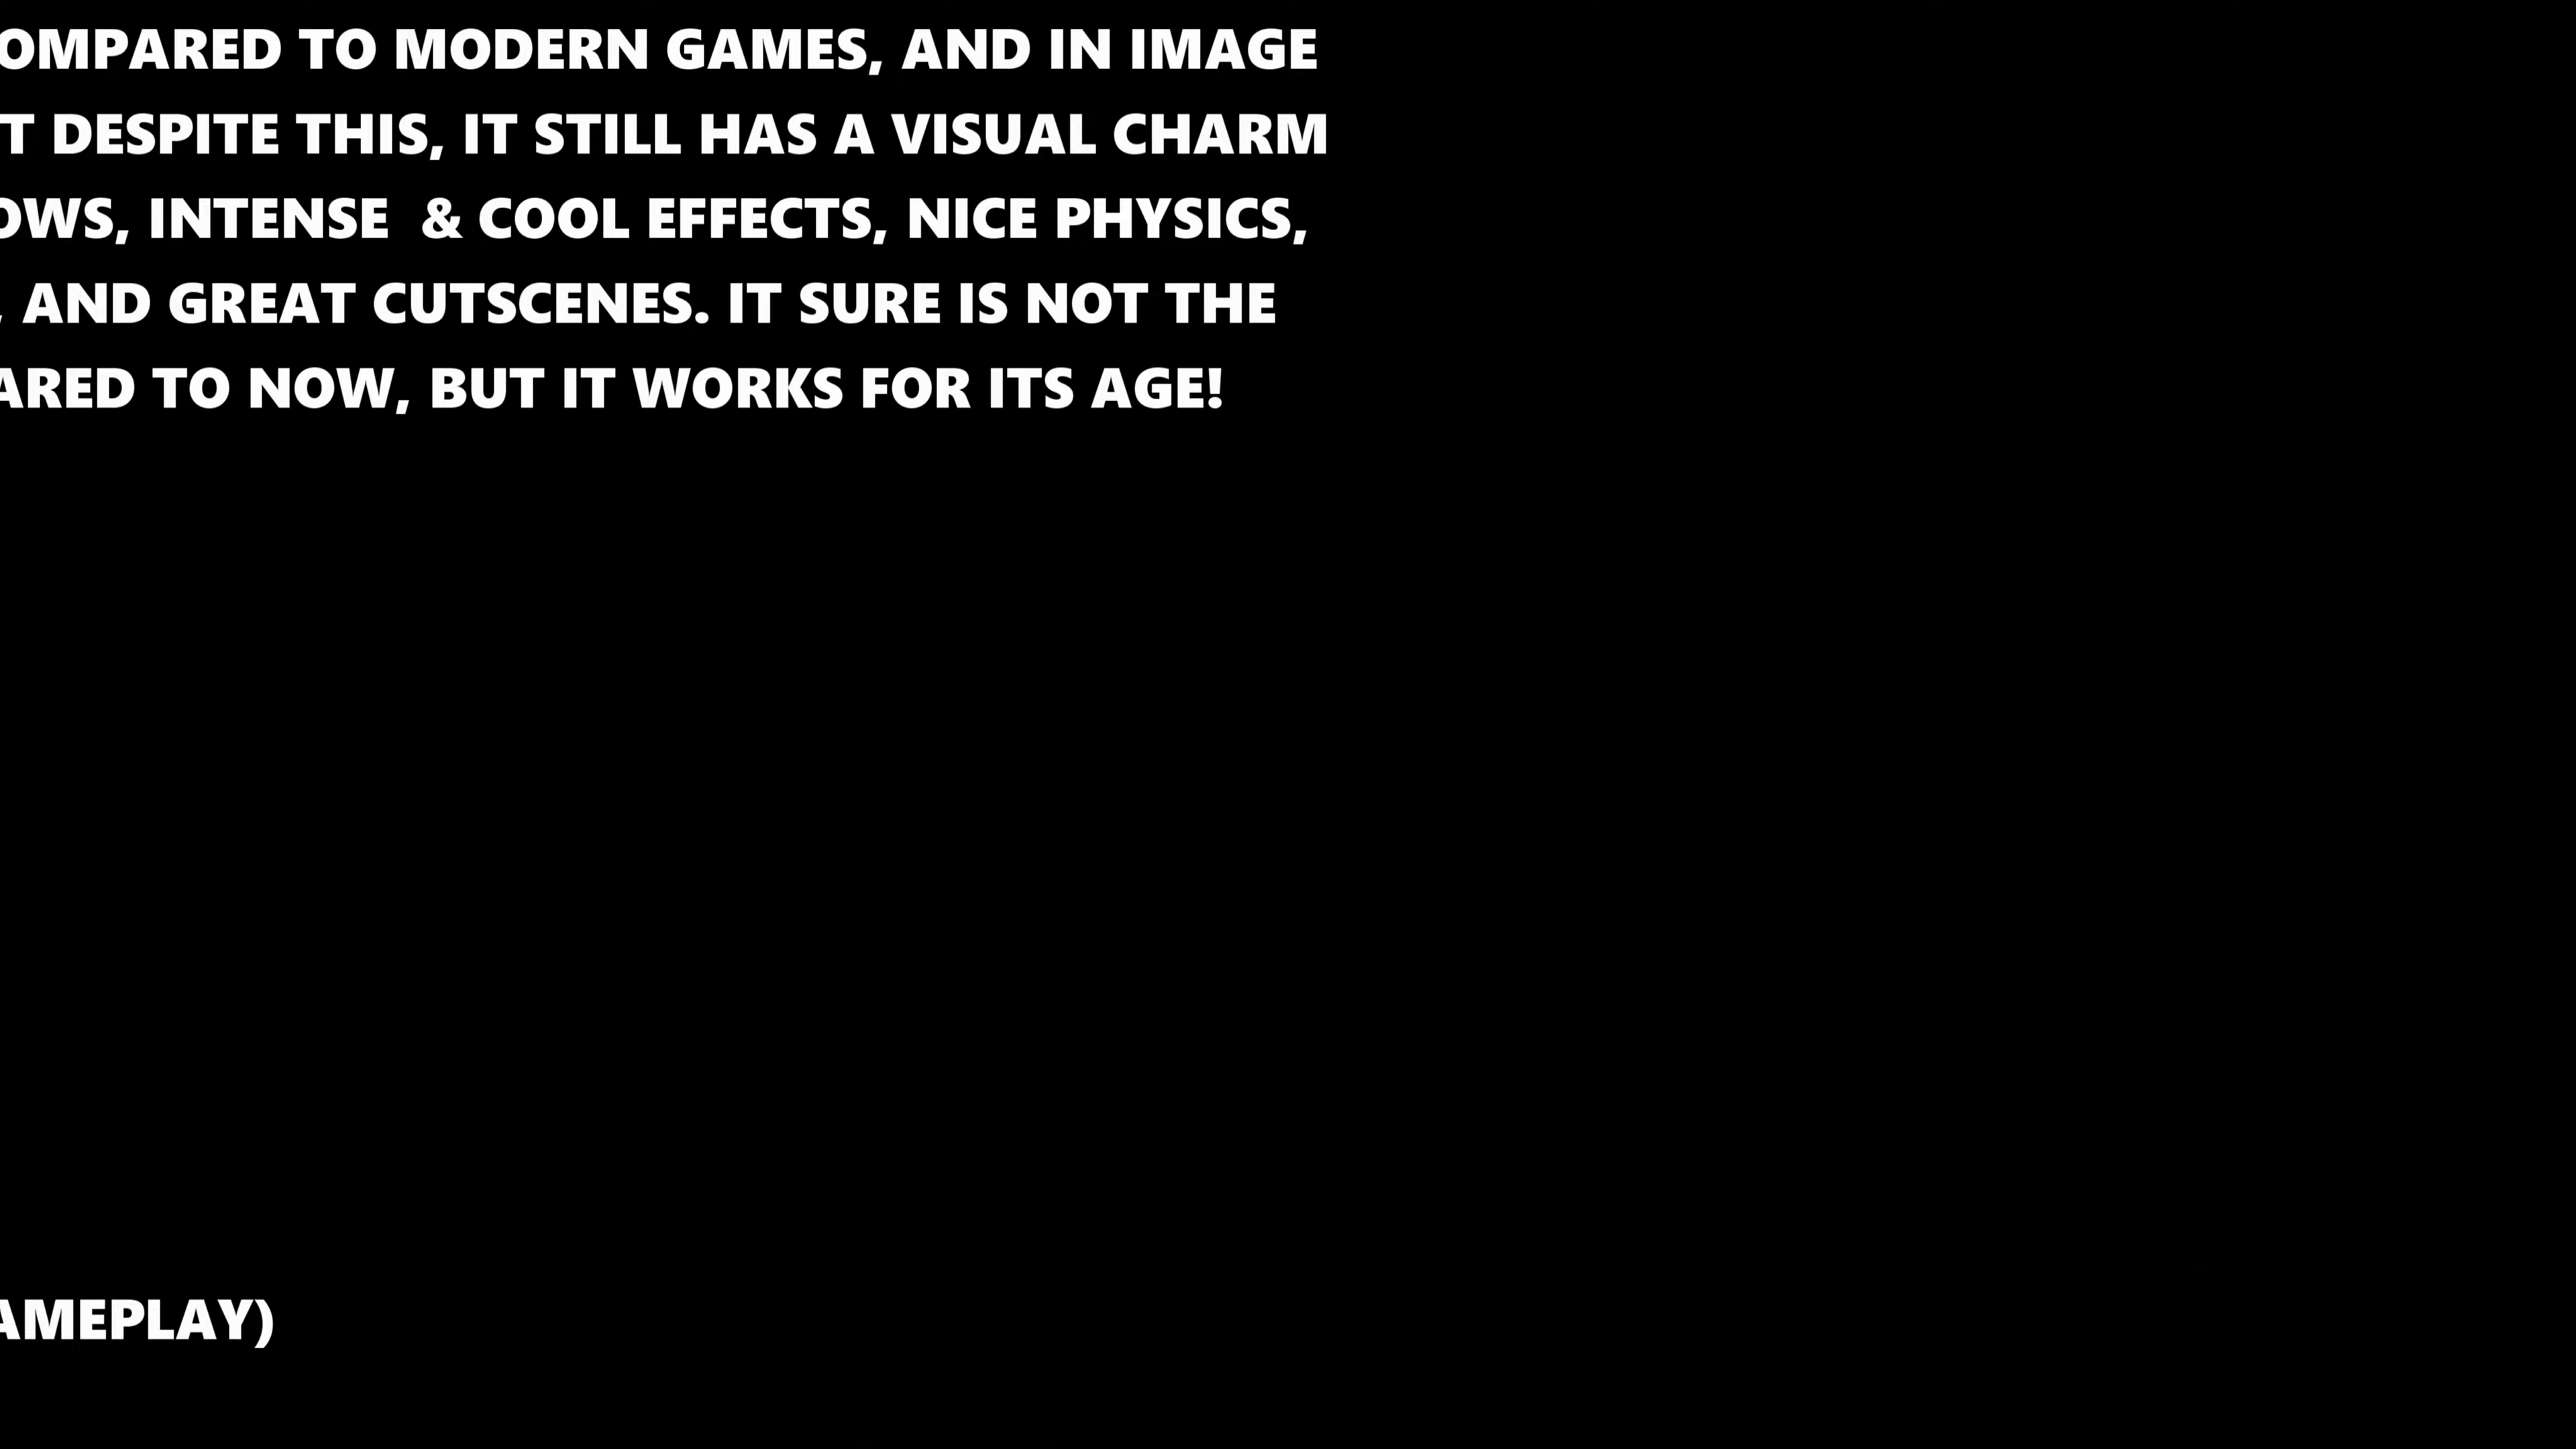 OMPARED TO MODERN GAMES, AND IN IMAGE
T DESPITE THIS, IT STILL HAS A VISUAL CHARM
OWS, INTENSE & COOL EFFECTS, NICE PHYSICS,
, AND GREAT CUTSCENES. IT SURE IS NOT THE
ARED TO NOW, BUT IT WORKS FOR ITS AGE!
AMEPLAY)